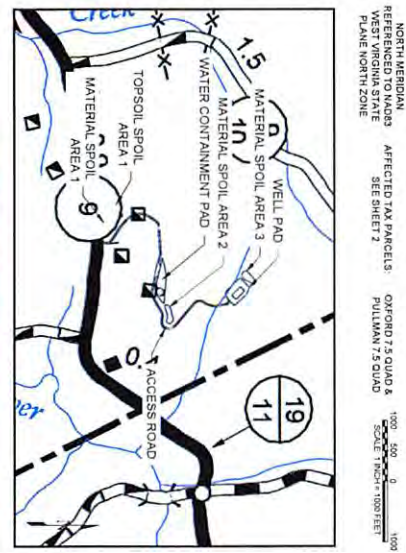 NORTH MERIDIAN
REFERENCED TO NAD83
WEST VIRGINIA STATE
PLANE NORTH ZONE
AFFECTED TAX PARCELS:
SEE SHEET 2
OXFORD 7.5 QUAD &
PULLMAN 7.5 QUAD
1000 500 0 1000
SCALE: 1 INCH = 1000 FEET
Creek
1.5
10
WELL PAD
MATERIAL SPOIL AREA 3
MATERIAL SPOIL AREA 2
WATER CONTAINMENT PAD
TOPSOIL SPOIL
AREA 1
MATERIAL SPOIL
AREA 1
9
ACCESS ROAD
19
11